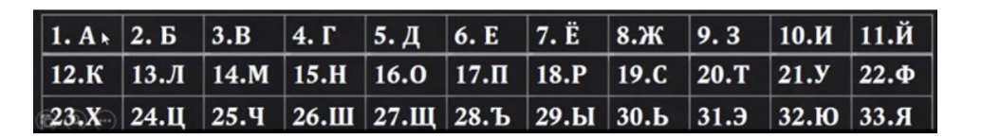 1. А 2. Б 3.В 4. Г 5. Д 6. Е 7. Ё 8.Ж 9. З 10.И 11.Й
12.К 13.Л 14.М 15.Н 16.О 17.П 18.Р 19.С 20.Т 21.У 22.Ф
23.Х 24.Ц 25.Ч 26.Ш 27.Щ 28.Ъ 29.Ы 30.Ь 31.Э 32.Ю 33.Я